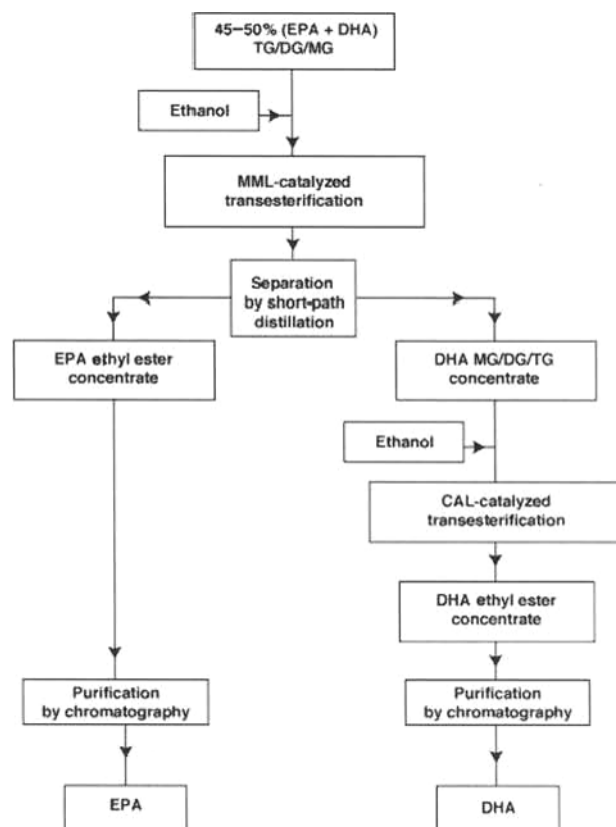 45–50% (EPA + DHA)
TG/DG/MG
Ethanol
MML-catalyzed
transesterification
Separation
by short-path
distillation
EPA ethyl ester
concentrate
DHA MG/DG/TG
concentrate
Ethanol
CAL-catalyzed
transesterification
DHA ethyl ester
concentrate
Purification
by chromatography
Purification
by chromatography
EPA
DHA